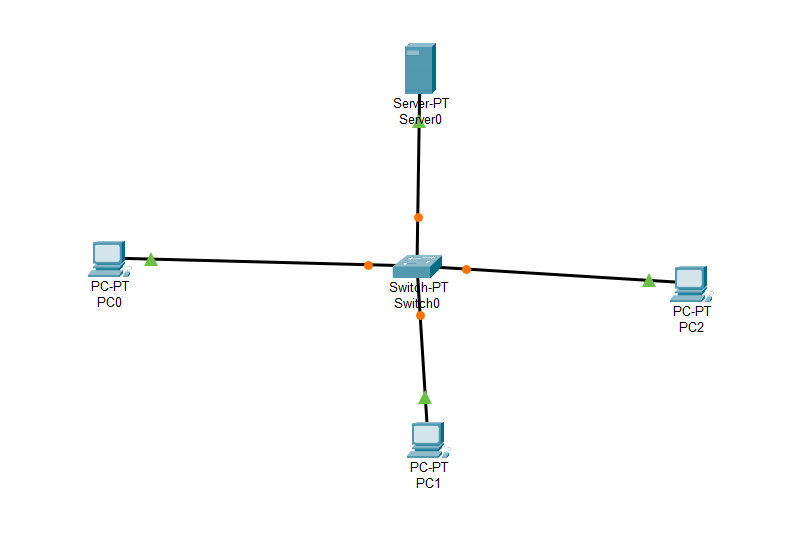 Server-PT
Server0
PC-PT
PC0
Switch-PT
Switch0
PC-PT
PC2
PC-PT
PC1